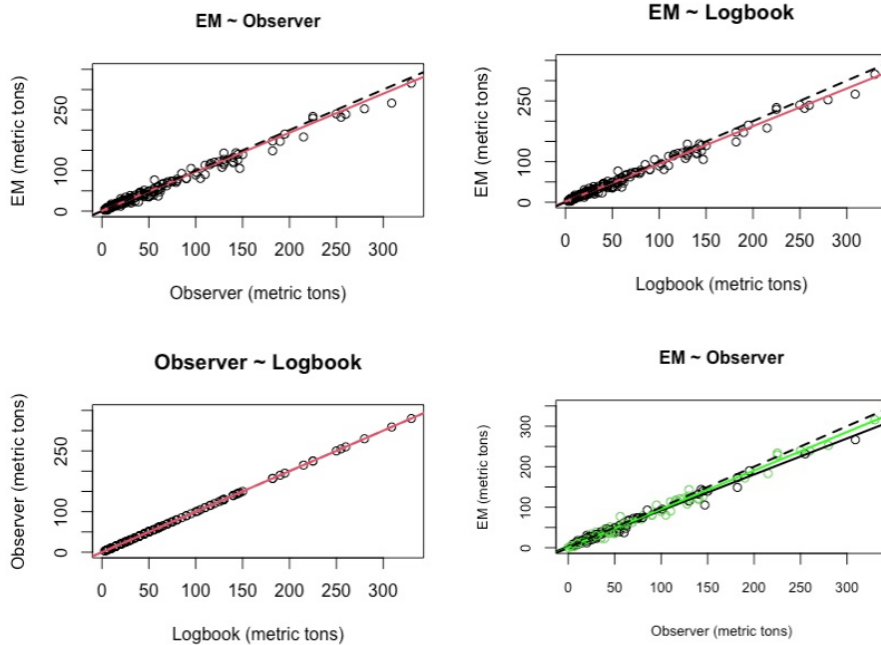 EM ~ Observer
EM (metric tons)
0 100 250
0 50 100 150 200 250 300
Observer (metric tons)
EM ~ Logbook
EM (metric tons)
0 100 250
0 50 100 150 200 250 300
Logbook (metric tons)
Observer ~ Logbook
Observer (metric tons)
0 100 250
0 50 100 150 200 250 300
Logbook (metric tons)
EM ~ Observer
EM (metric tons)
0 100 200 300
0 50 100 150 200 250 300
Observer (metric tons)